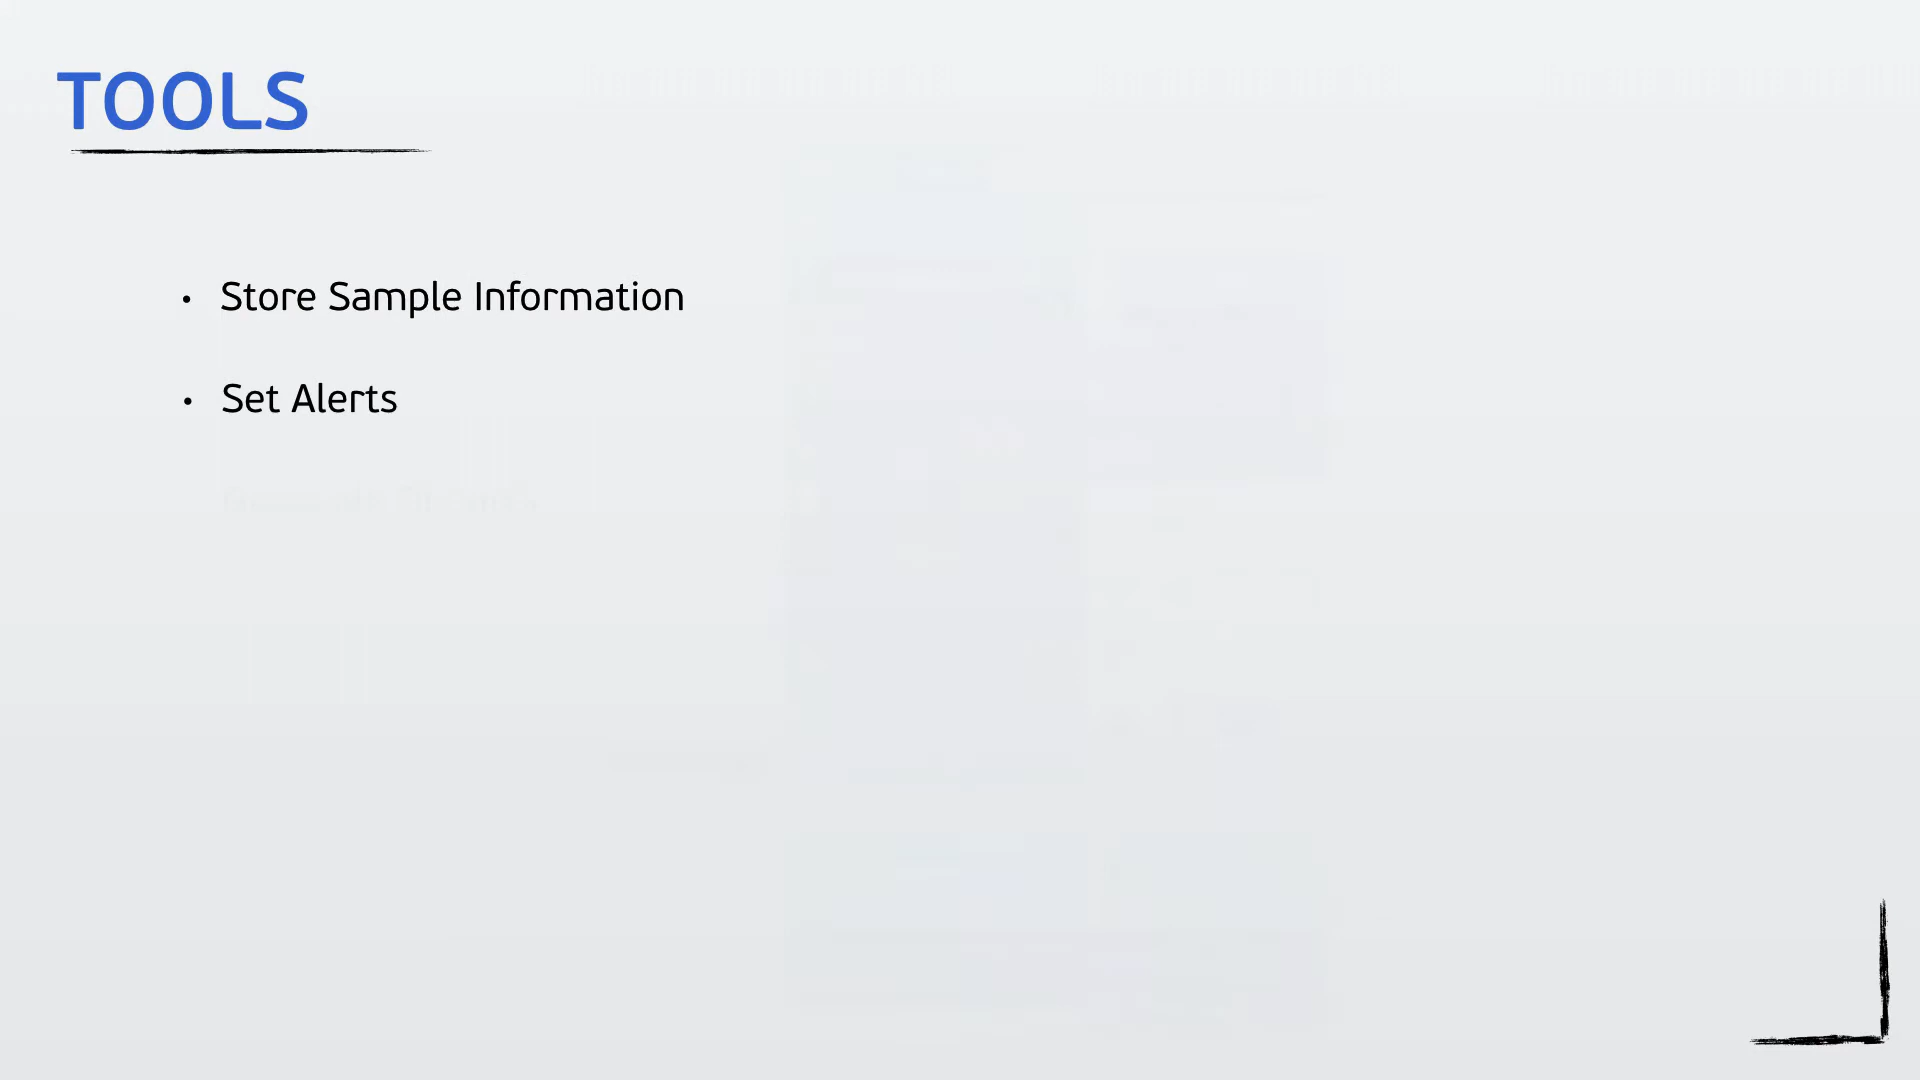 TOOLS
• Store Sample Information
• Set Alerts